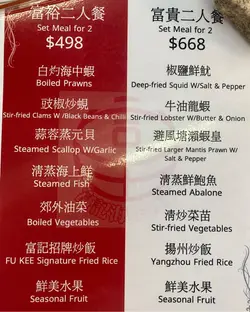 富裕二人餐
Set Meal for 2
$498
白灼海中蝦
Boiled Prawns
豉椒炒蜆
Stir-fried Clams W /Black Beans & Chilli
蒜蓉蒸元貝
Steamed Scallop W/Garlic
清蒸海上鮮
Steamed Fish
郊外油菜
Boiled Vegetables
富記招牌炒飯
FU KEE Signature Fried Rice
鮮美水果
Seasonal Fruit
富貴二人餐
Set Meal for 2
$668
椒鹽鮮魷
Deep-fried Squid W/Salt & Pepper
牛油龍蝦
Stir-fried Lobster W/Butter & Onion
避風塘瀨蝦皇
Stir-fried Larger Mantis Prawn W/
Salt & Pepper
清蒸鮮鮑魚
Steamed Abalone
清炒菜苗
Stir-fried Vegetables
揚州炒飯
Yangzhou Fried Rice
鮮美水果
Seasonal Fruit